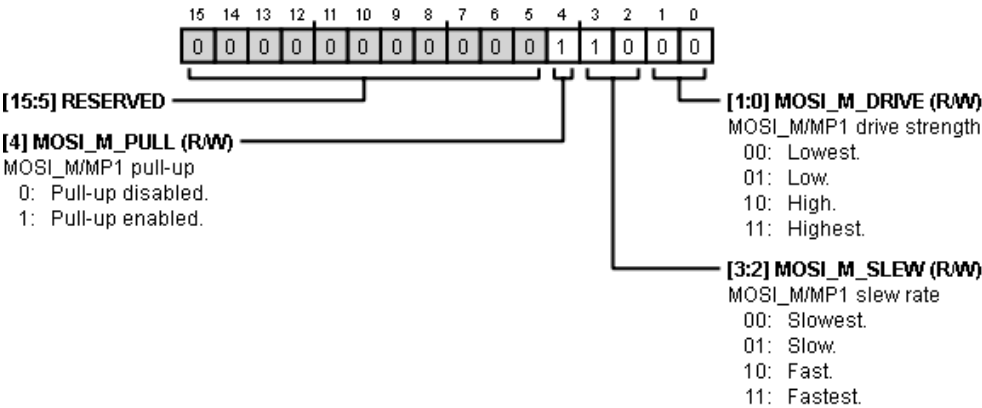 15 14 13 12 11 10 9 8 7 6 5 4 3 2 1 0
0 0 0 0 0 0 0 0 0 0 0 1 1 0 0 0
[15:5] RESERVED
[4] MOSI_M_PULL (R/W)
MOSI_M/MP1 pull-up
0: Pull-up disabled.
1: Pull-up enabled.
[1:0] MOSI_M_DRIVE (R/W)
MOSI_M/MP1 drive strength
00: Lowest.
01: Low.
10: High.
11: Highest.
[3:2] MOSI_M_SLEW (R/W)
MOSI_M/MP1 slew rate
00: Slowest.
01: Slow.
10: Fast.
11: Fastest.